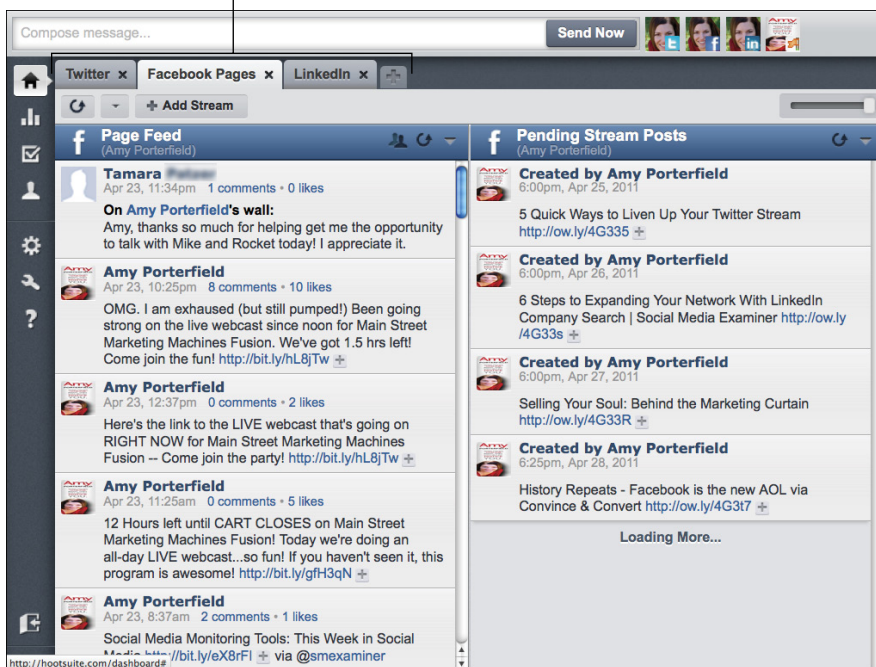 Compose message...
Send Now
Twitter x Facebook Pages x LinkedIn x
Add Stream
Page Feed
(Amy Porterfield)
Tamara
Apr 23, 11:34pm 1 comments • 0 likes
On Amy Porterfield's wall:
Amy, thanks so much for helping get me the opportunity
to talk with Mike and Rocket today! I appreciate it.
Amy Porterfield
Apr 23, 10:25pm 8 comments • 10 likes
OMG. I am exhaused (but still pumped!) Been going
strong on the live webcast since noon for Main Street
Marketing Machines Fusion. We've got 1.5 hrs left!
Come join the fun! http://bit.ly/hL8jTw
Amy Porterfield
Apr 23, 12:37pm 0 comments • 2 likes
Here's the link to the LIVE webcast that's going on
RIGHT NOW for Main Street Marketing Machines
Fusion -- Come join the party! http://bit.ly/hL8jTw
Amy Porterfield
Apr 23, 11:25am 0 comments • 5 likes
12 Hours left until CART CLOSES on Main Street
Marketing Machines Fusion! Today we're doing an
all-day LIVE webcast...so fun! If you haven't seen it, this
program is awesome! http://bit.ly/gfH3qN
Amy Porterfield
Apr 23, 8:37am 2 comments • 1 likes
Social Media Monitoring Tools: This Week in Social
Media http://bit.ly/eX8rFl via @smexaminer
Pending Stream Posts
(Amy Porterfield)
Created by Amy Porterfield
6:00pm, Apr 25, 2011
5 Quick Ways to Liven Up Your Twitter Stream
http://ow.ly/4G335
Created by Amy Porterfield
6:00pm, Apr 26, 2011
6 Steps to Expanding Your Network With LinkedIn
Company Search | Social Media Examiner http://ow.ly
/4G33s
Created by Amy Porterfield
6:00pm, Apr 27, 2011
Selling Your Soul: Behind the Marketing Curtain
http://ow.ly/4G33R
Created by Amy Porterfield
6:25pm, Apr 28, 2011
History Repeats - Facebook is the new AOL via
Convince & Convert http://ow.ly/4G3t7
Loading More...
http://hootsuite.com/dashboard#